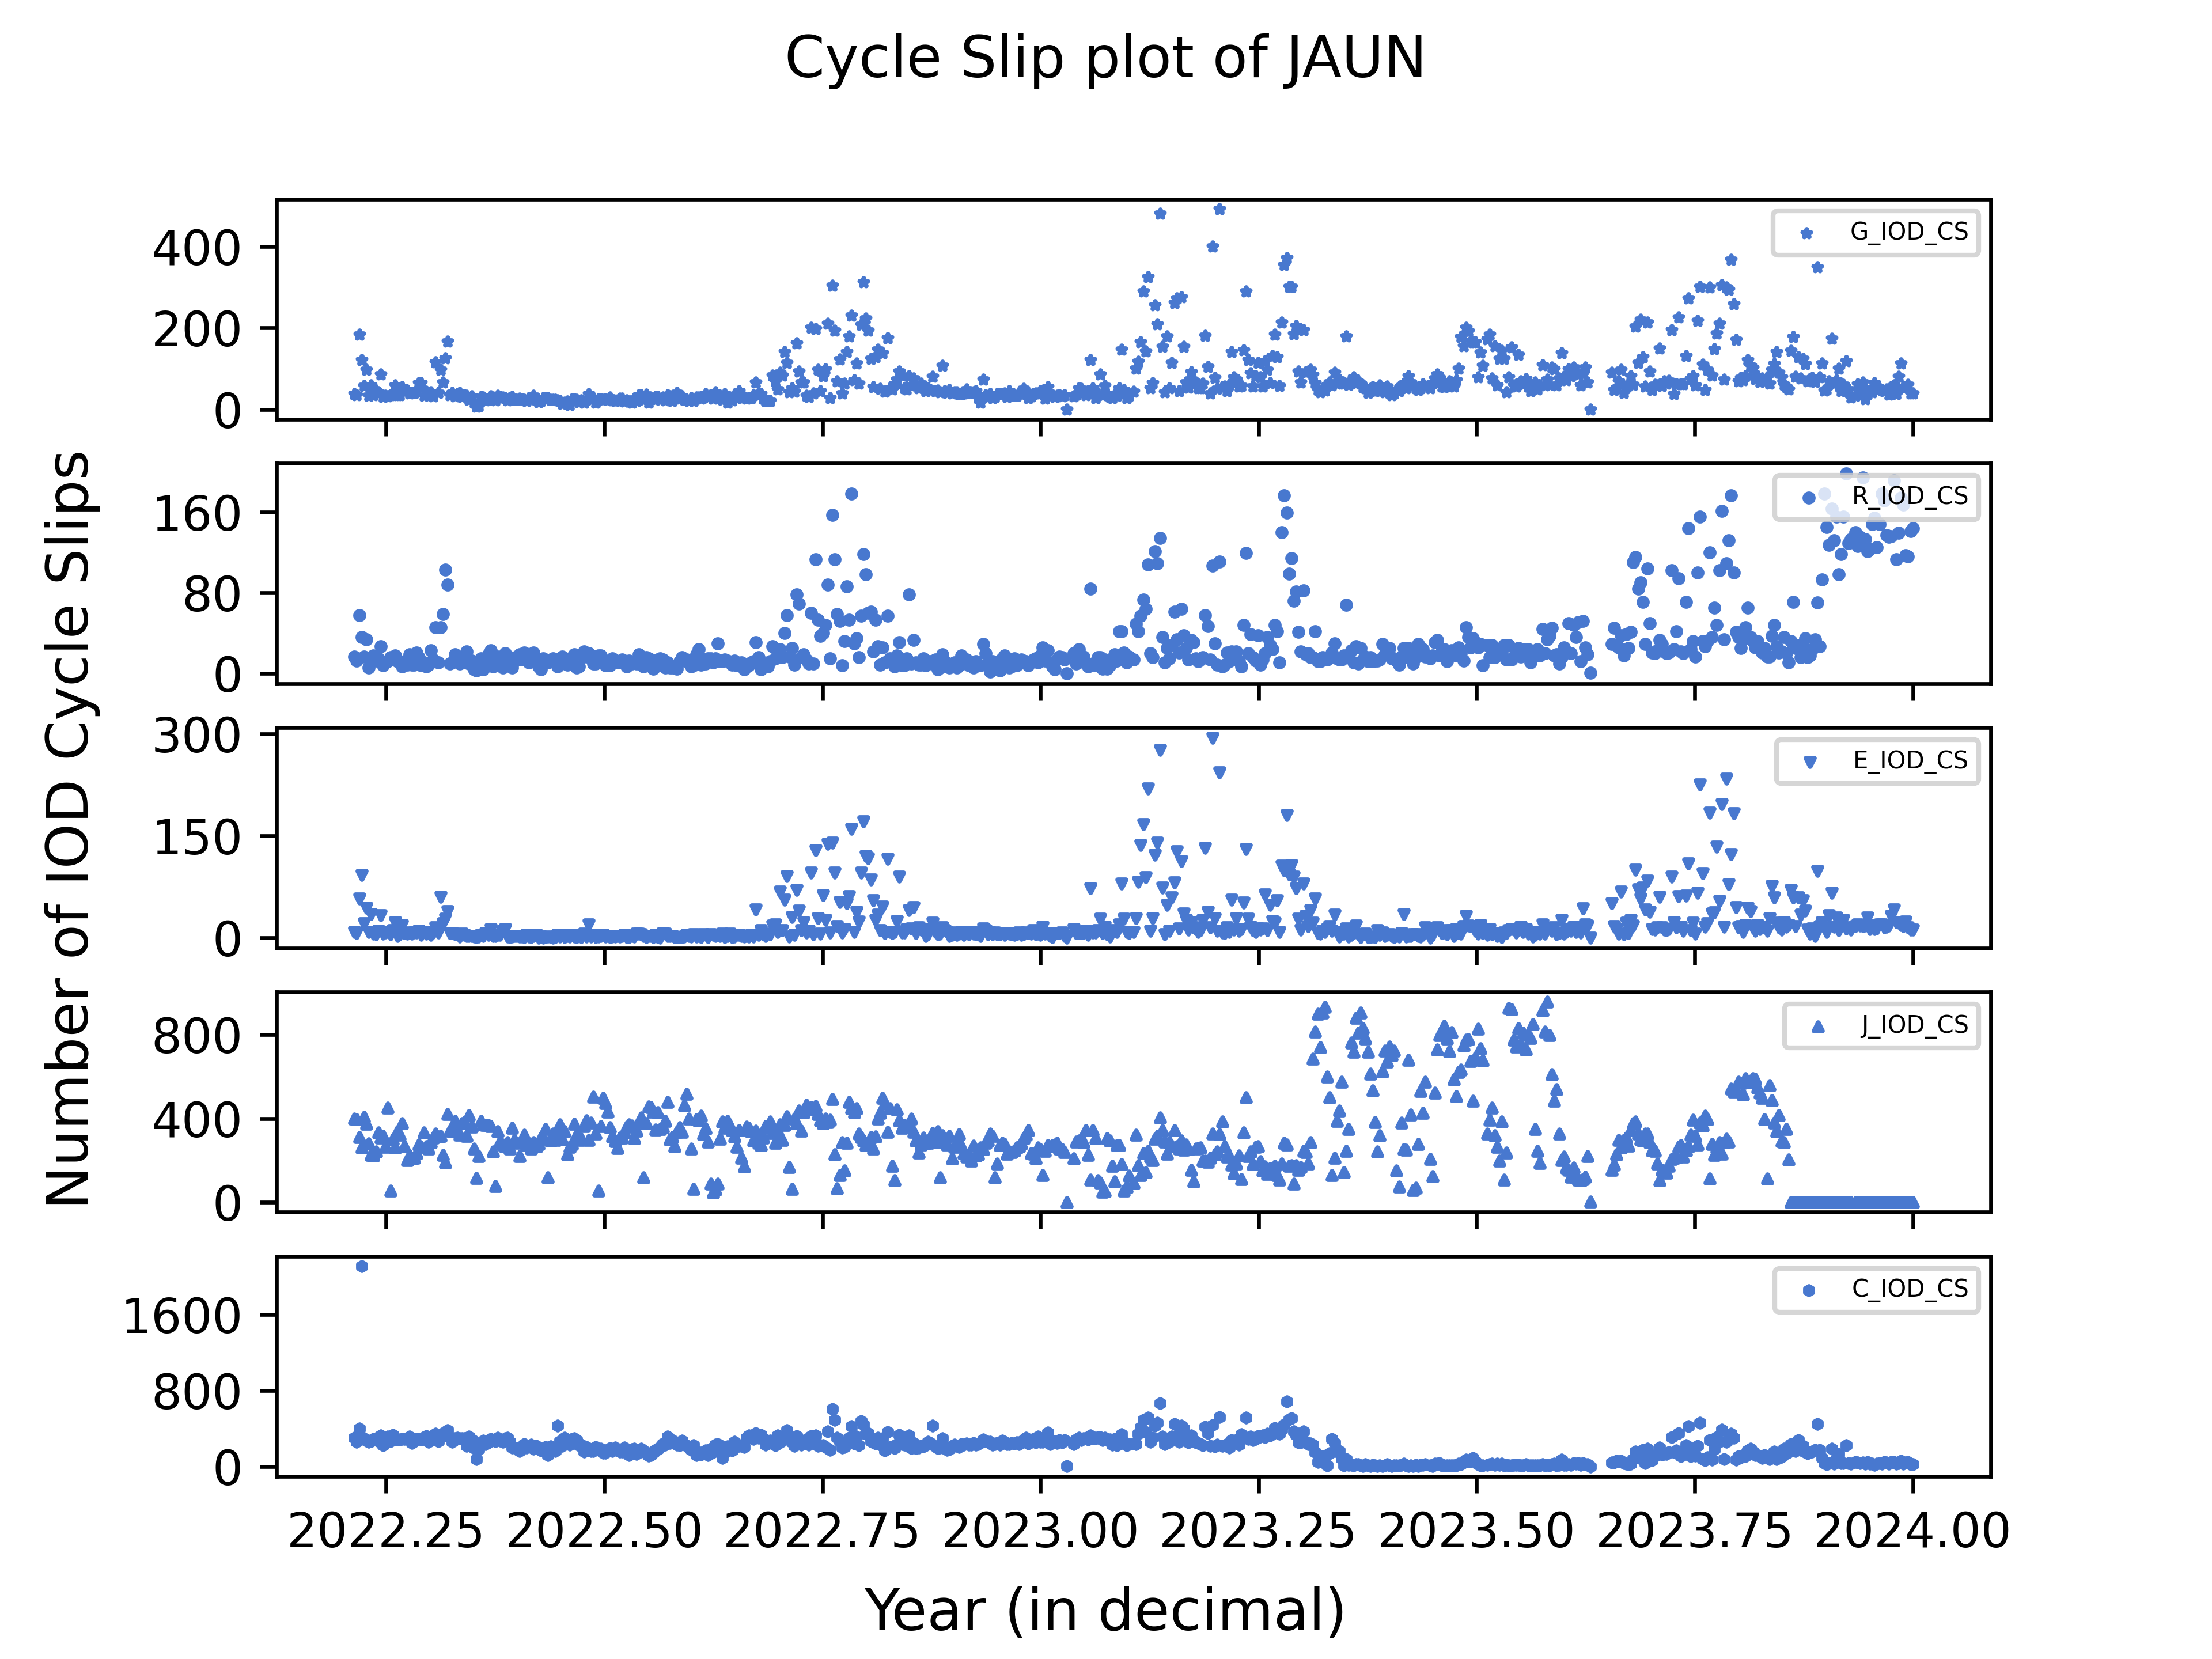 Cycle Slip plot of JAUN
Number of IOD Cycle Slips
400
200
0
G_IOD_CS
160
80
0
R_IOD_CS
300
150
0
E_IOD_CS
800
400
0
J_IOD_CS
1600
800
0
C_IOD_CS
2022.25 2022.50 2022.75 2023.00 2023.25 2023.50 2023.75 2024.00
Year (in decimal)